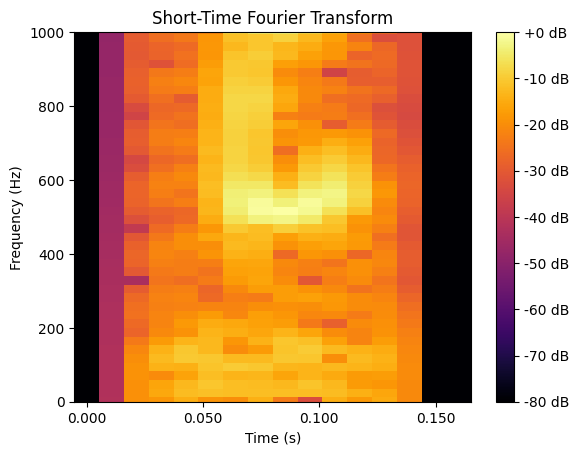 Short-Time Fourier Transform
Frequency (Hz)
1000
800
600
400
200
0
0.000
0.050
0.100
0.150
Time (s)
+0 dB
-10 dB
-20 dB
-30 dB
-40 dB
-50 dB
-60 dB
-70 dB
-80 dB